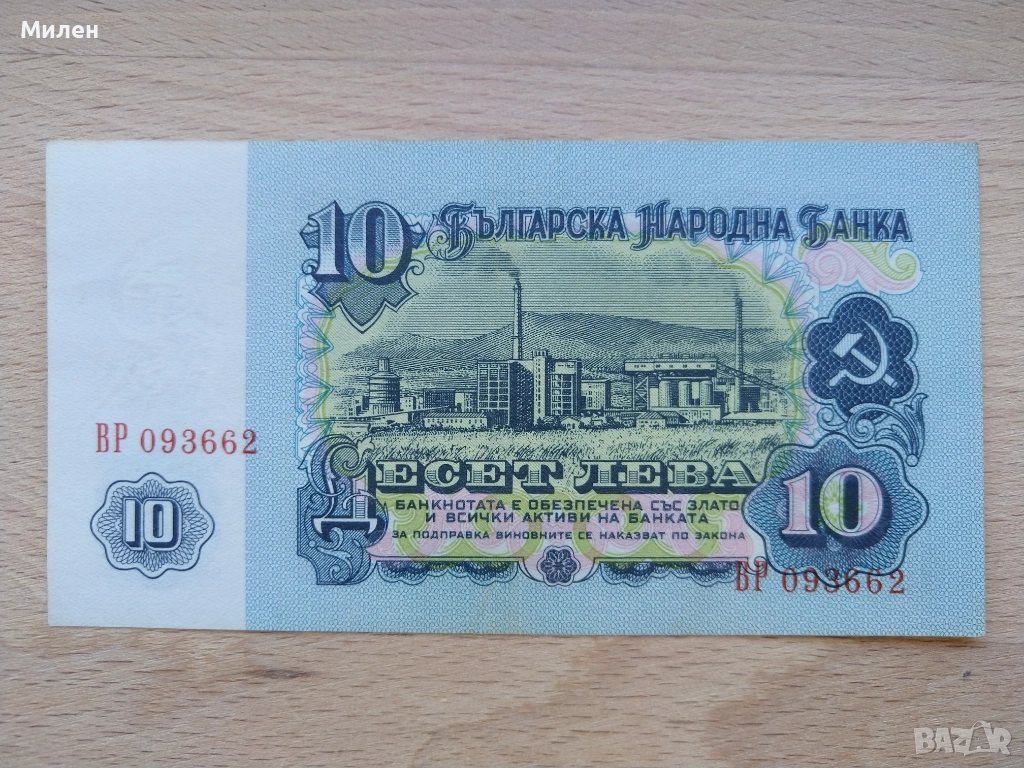 Милен
10 Българска Народна Банка
ВР 093662
10
ДЕСЕТ ЛЕВА
БАНКНОТАТА Е ОБЕЗПЕЧЕНА СЪС ЗЛАТО
И ВСИЧКИ АКТИВИ НА БАНКАТА
ЗА ПОДПРАВКА ВИНОВНИТЕ СЕ НАКАЗВАТ ПО ЗАКОНА
10
ВР 093662
BAZAR